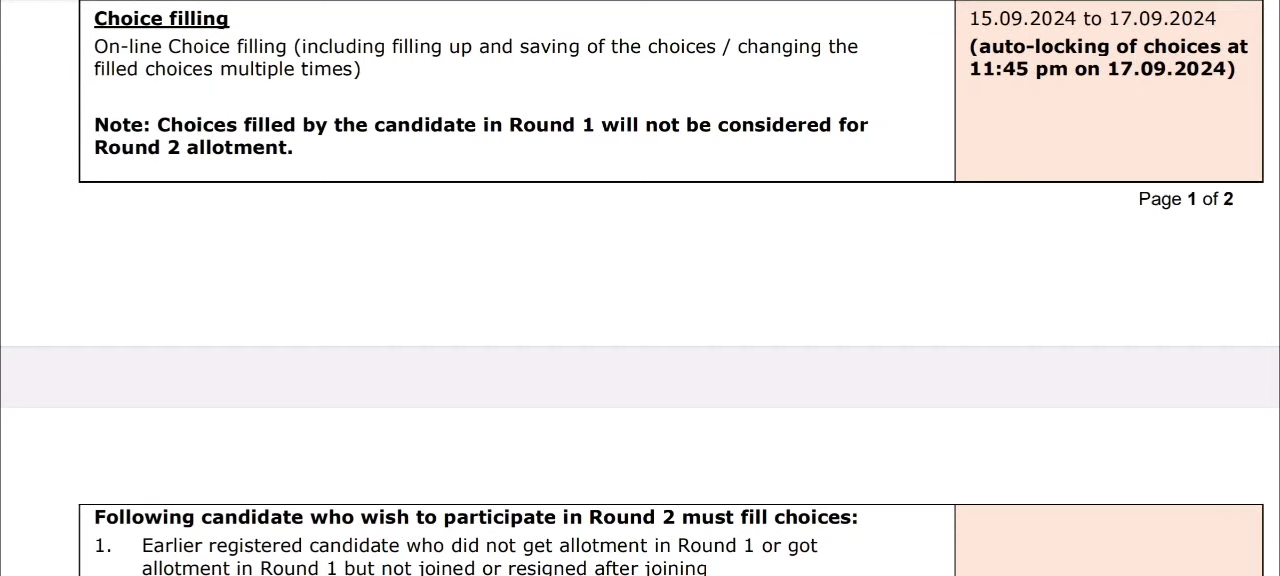 Choice filling
15.09.2024 to 17.09.2024
On-line Choice filling (including filling up and saving of the choices / changing the
filled choices multiple times)
(auto-locking of choices at
11:45 pm on 17.09.2024)
Note: Choices filled by the candidate in Round 1 will not be considered for
Round 2 allotment.
Page 1 of 2
Following candidate who wish to participate in Round 2 must fill choices:
1. Earlier registered candidate who did not get allotment in Round 1 or got
allotment in Round 1 but not joined or resigned after joining